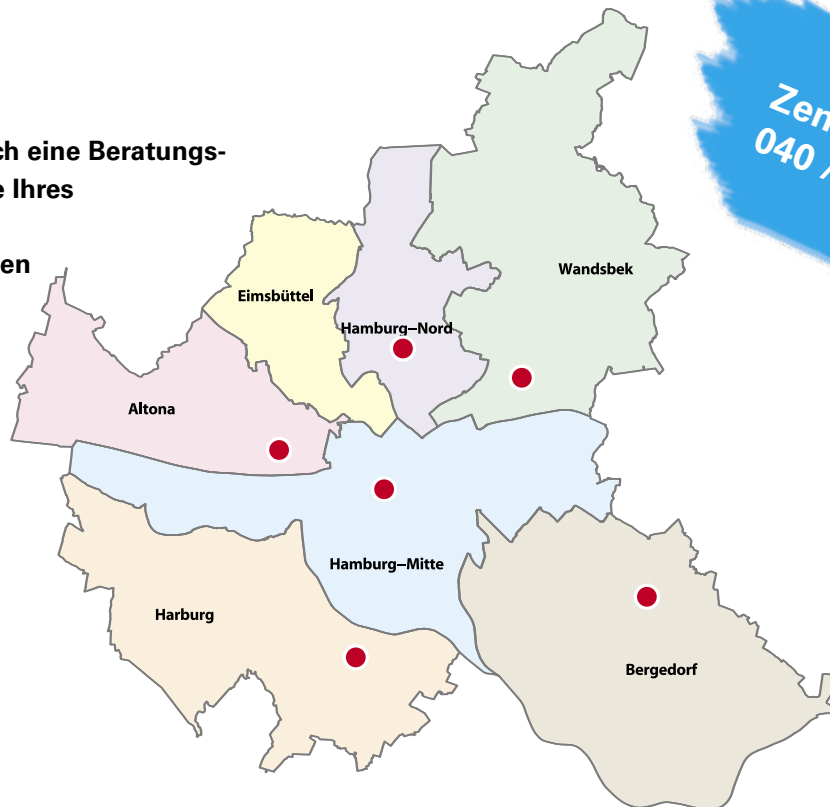 ch eine Beratungs-
e Ihres
en
Zen
040 /
Wandsbek
Eimsbüttel
Hamburg–Nord
Altona
Hamburg–Mitte
Harburg
Bergedorf